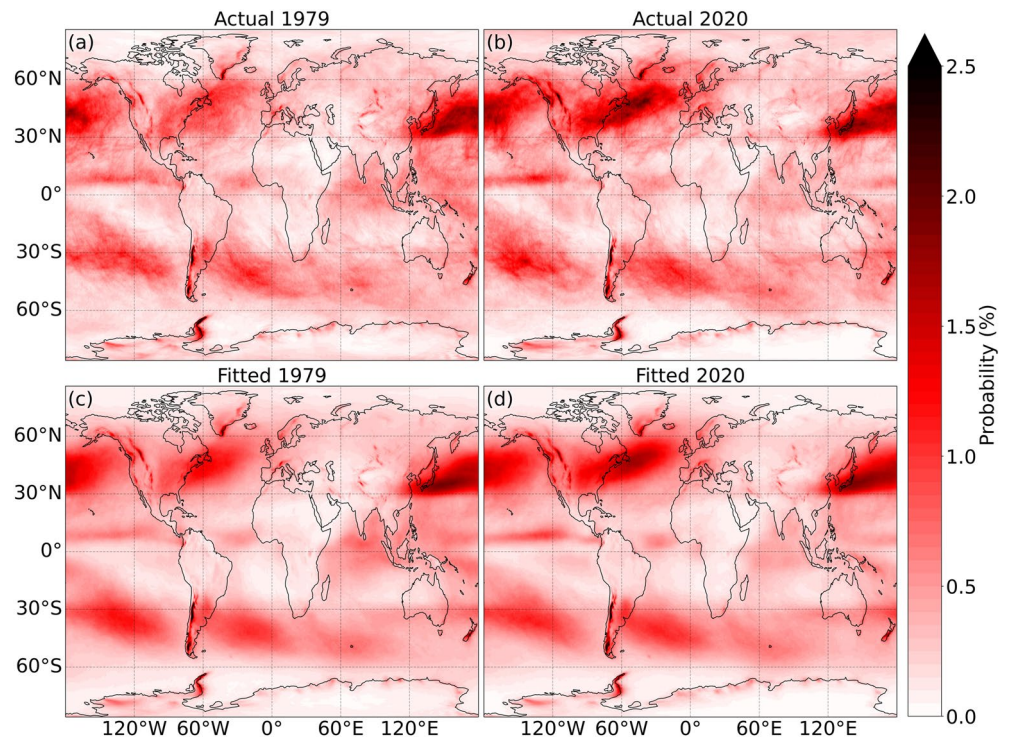 Actual 1979
Actual 2020
(a)
(b)
60°N
30°N
0°
30°S
60°S
2.5
2.0
1.5
1.0
0.5
0.0
Probability (%)
Fitted 1979
Fitted 2020
(c)
(d)
60°N
30°N
0°
30°S
60°S
120°W 60°W 0° 60°E 120°E
120°W 60°W 0° 60°E 120°E